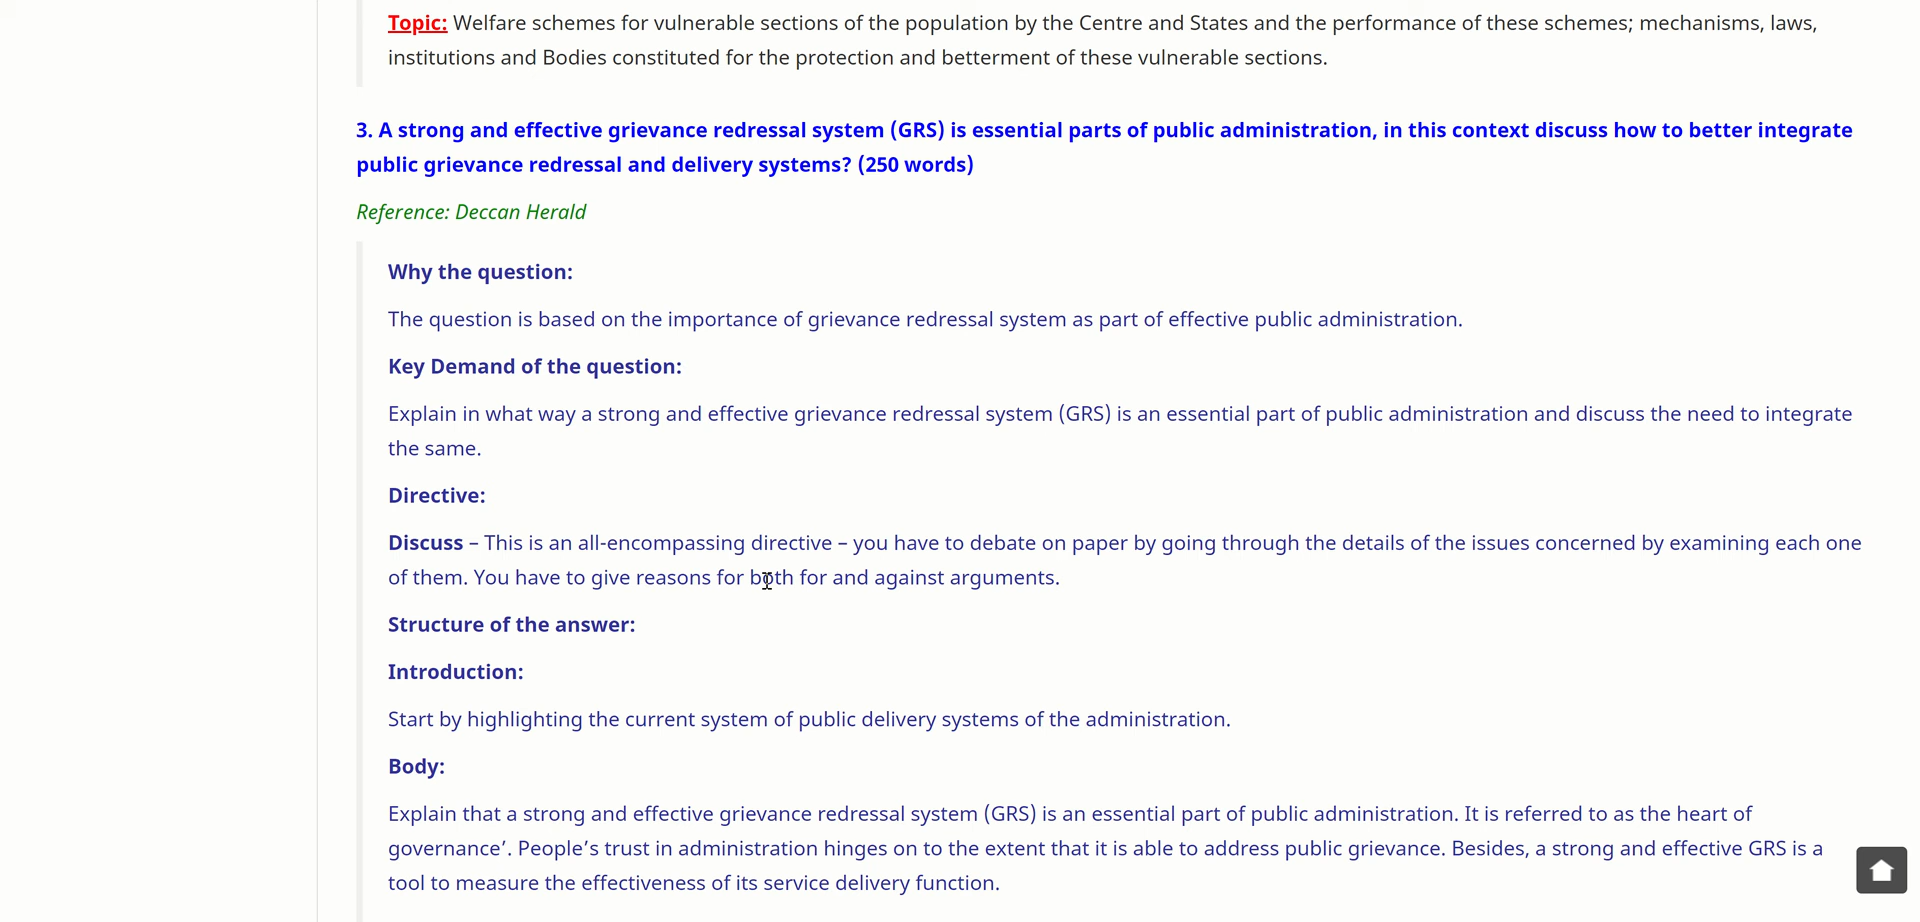 Topic: Welfare schemes for vulnerable sections of the population by the Centre and States and the performance of these schemes; mechanisms, laws,
institutions and Bodies constituted for the protection and betterment of these vulnerable sections.
3. A strong and effective grievance redressal system (GRS) is essential parts of public administration, in this context discuss how to better integrate
public grievance redressal and delivery systems? (250 words)
Reference: Deccan Herald
Why the question:
The question is based on the importance of grievance redressal system as part of effective public administration.
Key Demand of the question:
Explain in what way a strong and effective grievance redressal system (GRS) is an essential part of public administration and discuss the need to integrate
the same.
Directive:
Discuss – This is an all-encompassing directive – you have to debate on paper by going through the details of the issues concerned by examining each one
of them. You have to give reasons for both for and against arguments.
Structure of the answer:
Introduction:
Start by highlighting the current system of public delivery systems of the administration.
Body:
Explain that a strong and effective grievance redressal system (GRS) is an essential part of public administration. It is referred to as the heart of
governance’. People’s trust in administration hinges on to the extent that it is able to address public grievance. Besides, a strong and effective GRS is a
tool to measure the effectiveness of its service delivery function.